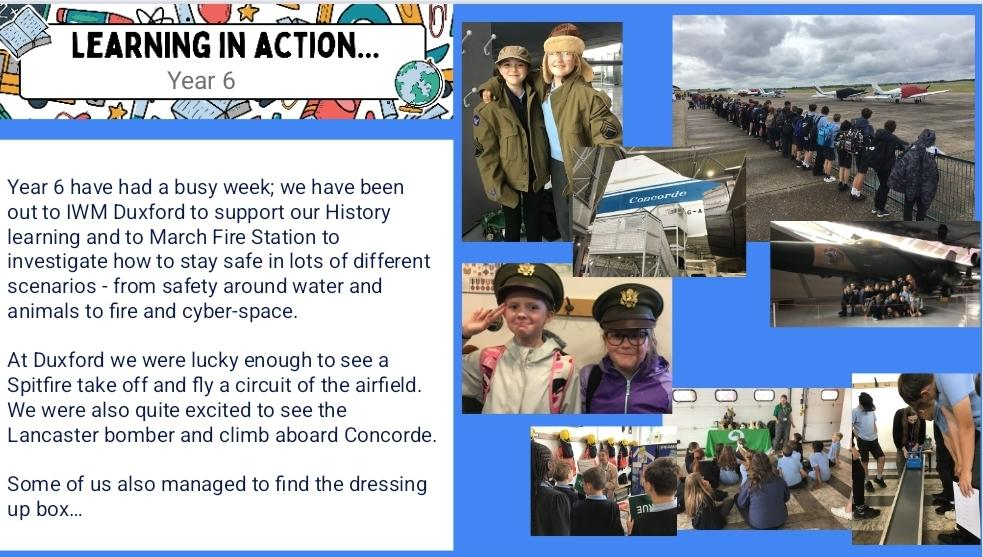 LEARNING IN ACTION...
Year 6
Year 6 have had a busy week; we have been
out to IWM Duxford to support our History
learning and to March Fire Station to
investigate how to stay safe in lots of different
scenarios - from safety around water and
animals to fire and cyber-space.
At Duxford we were lucky enough to see a
Spitfire take off and fly a circuit of the airfield.
We were also quite excited to see the
Lancaster bomber and climb aboard Concorde.
Some of us also managed to find the dressing
up box...
Concorde
G-A